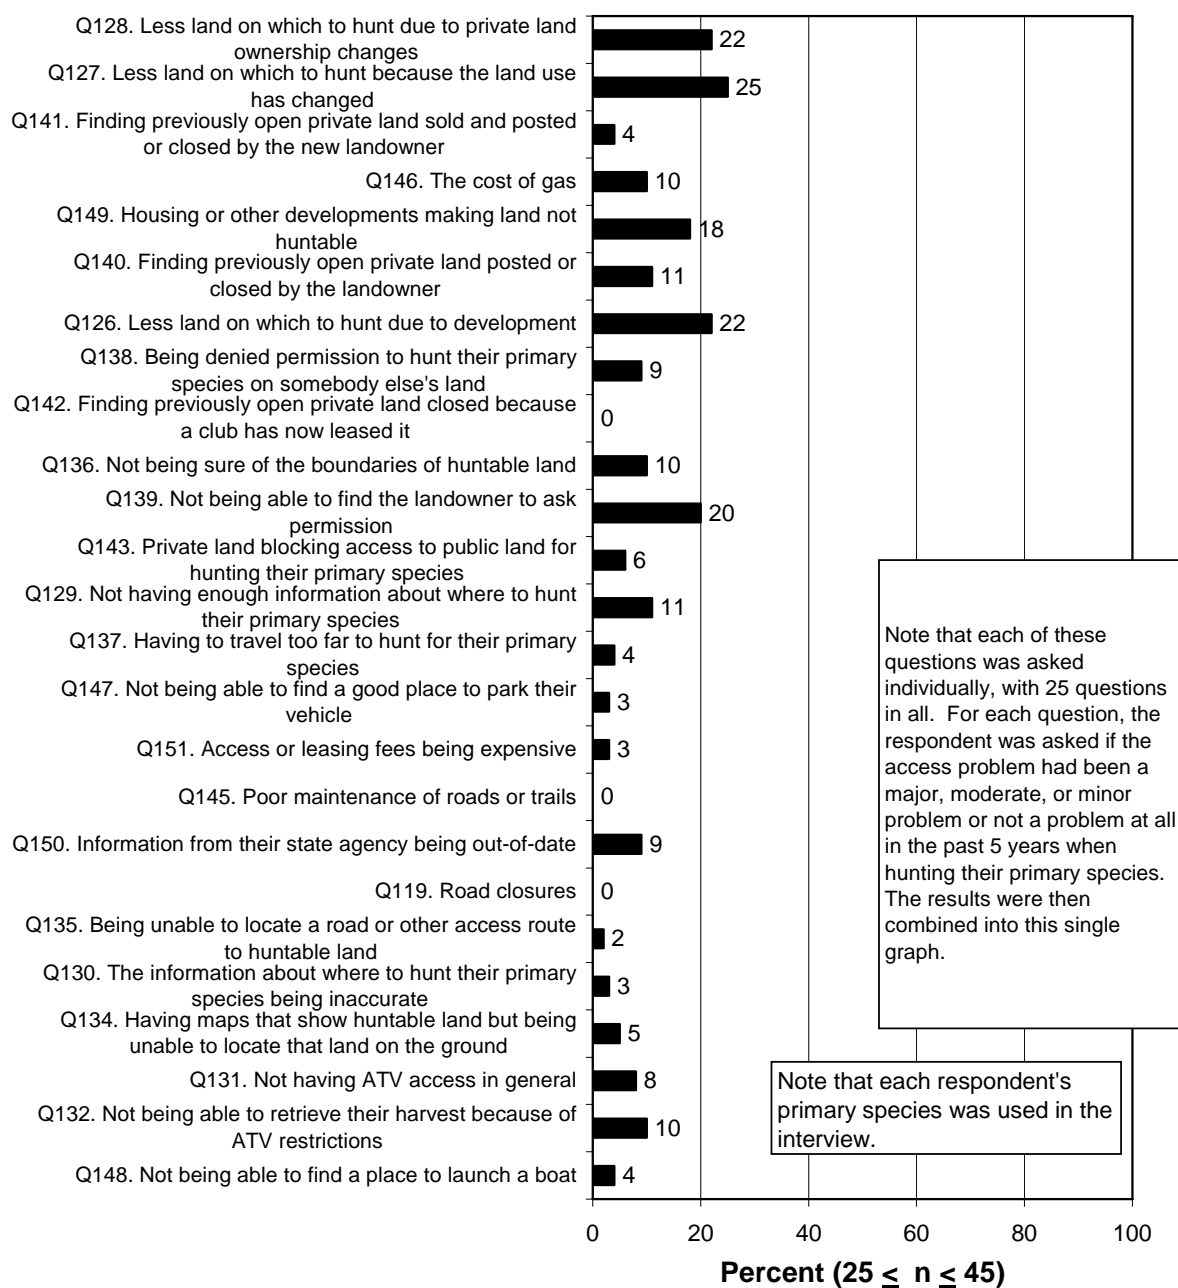 Q128. Less land on which to hunt due to private land
ownership changes
22
Q127. Less land on which to hunt because the land use
has changed
25
Q141. Finding previously open private land sold and posted
or closed by the new landowner
4
Q146. The cost of gas
10
Q149. Housing or other developments making land not
huntable
18
Q140. Finding previously open private land posted or
closed by the landowner
11
Q126. Less land on which to hunt due to development
22
Q138. Being denied permission to hunt their primary
species on somebody else's land
9
Q142. Finding previously open private land closed because
a club has now leased it
0
Q136. Not being sure of the boundaries of huntable land
10
Q139. Not being able to find the landowner to ask
permission
20
Q143. Private land blocking access to public land for
hunting their primary species
6
Q129. Not having enough information about where to hunt
their primary species
11
Q137. Having to travel too far to hunt for their primary
species
4
Q147. Not being able to find a good place to park their
vehicle
3
Q151. Access or leasing fees being expensive
3
Q145. Poor maintenance of roads or trails
0
Q150. Information from their state agency being out-of-date
9
Q119. Road closures
0
Q135. Being unable to locate a road or other access route
to huntable land
2
Q130. The information about where to hunt their primary
species being inaccurate
3
Q134. Having maps that show huntable land but being
unable to locate that land on the ground
5
Q131. Not having ATV access in general
8
Q132. Not being able to retrieve their harvest because of
ATV restrictions
10
Q148. Not being able to find a place to launch a boat
4
Note that each of these
questions was asked
individually, with 25 questions
in all. For each question, the
respondent was asked if the
access problem had been a
major, moderate, or minor
problem or not a problem at all
in the past 5 years when
hunting their primary species.
The results were then
combined into this single
graph.
Note that each respondent's
primary species was used in the
interview.
0 20 40 60 80 100
Percent (25 ≤ n ≤ 45)